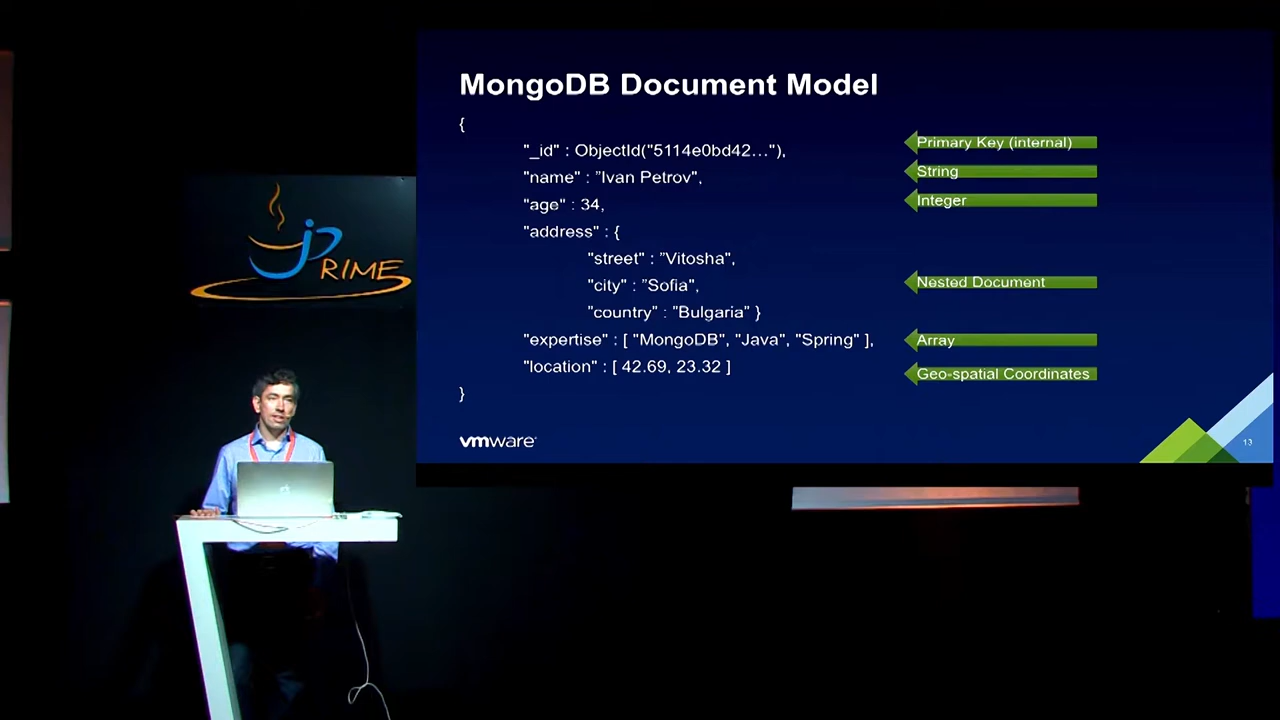 MongoDB Document Model
{
"_id" : ObjectId("5114e0bd42…"),
"name" : ”Ivan Petrov",
"age" : 34,
"address" : {
"street" : ”Vitosha",
"city" : ”Sofia",
"country" : "Bulgaria” }
"expertise" : [ "MongoDB”, "Java”, "Spring" ],
"location" : [ 42.69, 23.32 ]
}
Primary Key (internal)
String
Integer
Nested Document
Array
Geo-spatial Coordinates
vmware
13
jPRIME